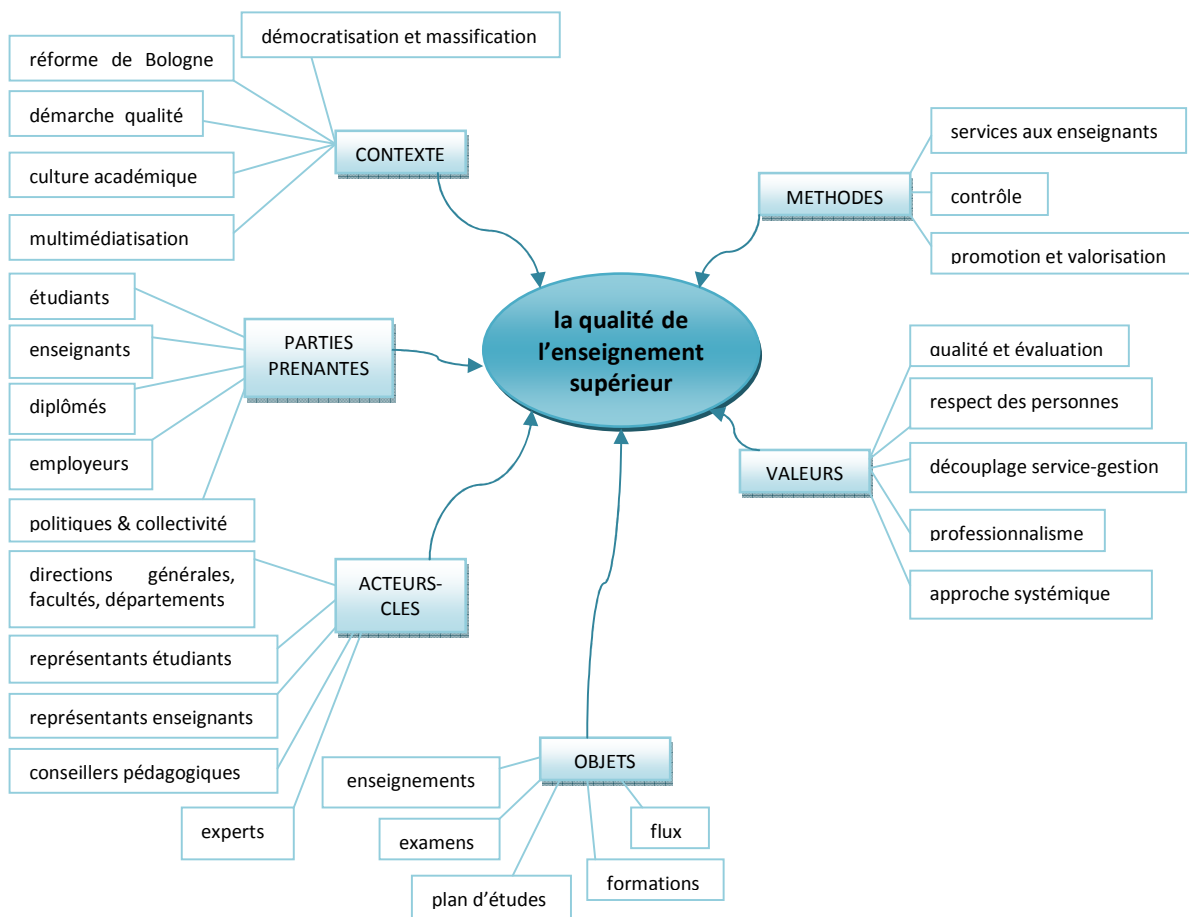 démocratisation et massification
réforme de Bologne
démarche qualité
culture académique
multimédiatisation
CONTEXTE
services aux enseignants
METHODES
contrôle
promotion et valorisation
étudiants
enseignants
diplômés
employeurs
politiques & collectivité
PARTIES
PRENANTES
la qualité de
l’enseignement
supérieur
qualité et évaluation
respect des personnes
découplage service-gestion
professionnalisme
approche systémique
VALEURS
directions générales,
facultés, départements
représentants étudiants
représentants enseignants
conseillers pédagogiques
experts
ACTEURS-
CLES
OBJETS
enseignements
examens
plan d’études
formations
flux